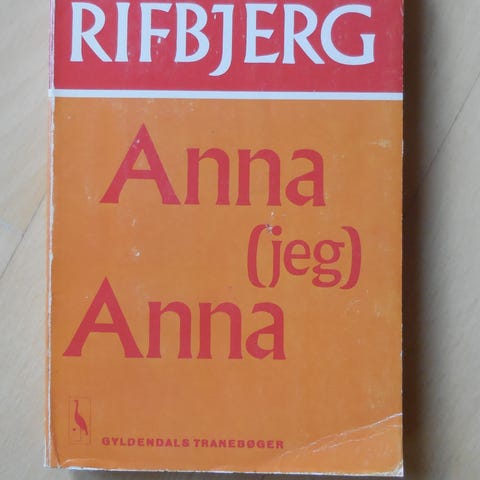 RIFBJERG
Anna
(jeg)
Anna
GYLDENDALS TRANEBØGER